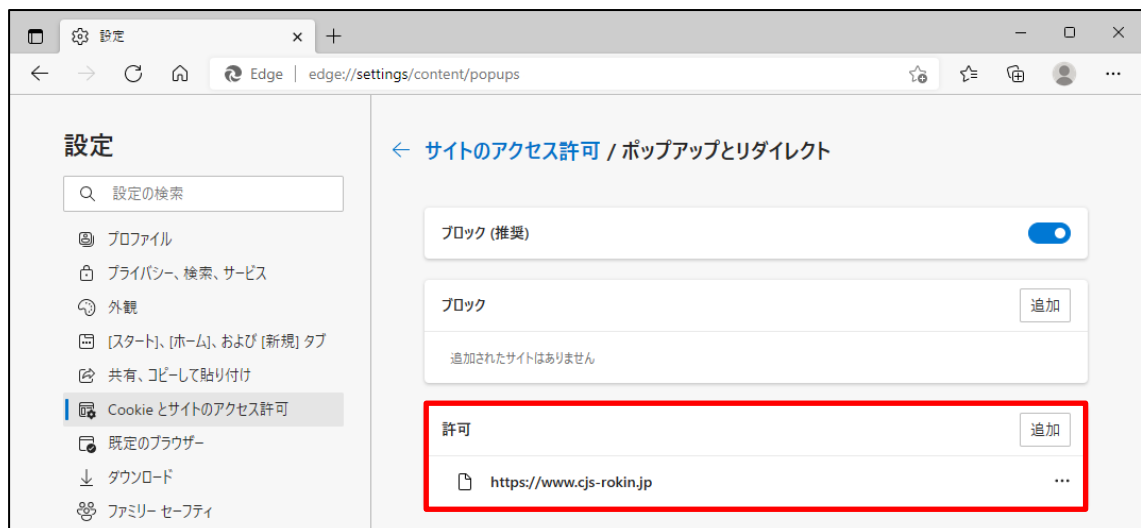 設定
Edge | edge://settings/content/popups
設定
設定の検索
プロファイル
プライバシー、検索、サービス
外観
[スタート]、[ホーム]、および [新規] タブ
共有、コピーして貼り付け
Cookie とサイトのアクセス許可
既定のブラウザー
ダウンロード
ファミリー セーフティ
サイトのアクセス許可 / ポップアップとリダイレクト
ブロック (推奨)
ブロック
追加
追加されたサイトはありません
許可
追加
https://www.cjs-rokin.jp